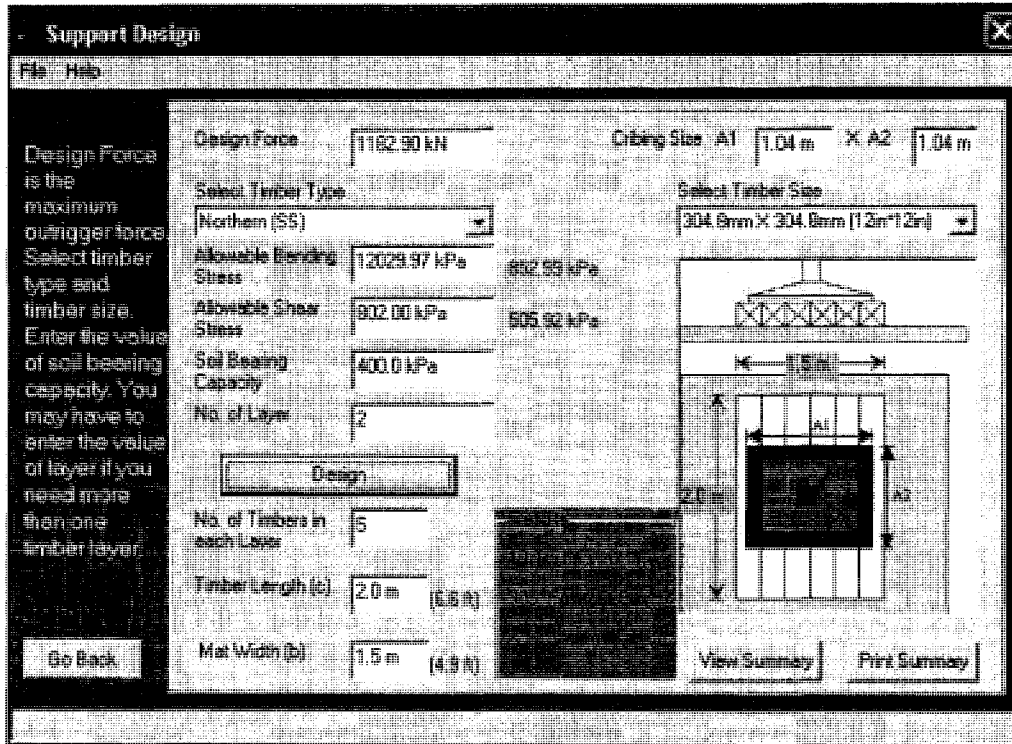 Support Design
File Help
Design Force
is the
maximum
outrigger force.
Select timber
type and
timber size.
Enter the value
of soil bearing
capacity. You
may have to
enter the value
of layer if you
need more
than one
timber layer.
Go Back
Design Force 1182.90 kN
Select Timber Type
Northern (SS)
Allowable Bending
Stress 12029.97 kPa 852.59 kPa
Allowable Shear
Stress 802.00 kPa 505.92 kPa
Soil Bearing
Capacity 400.0 kPa
No. of Layer 2
Design
No. of Timbers in
each Layer 5
Timber Length (c) 2.0 m (6.6 ft)
Mat Width (b) 1.5 m (4.9 ft)
Cribing Size A1 1.04 m X A2 1.04 m
Select Timber Size
304.8mm X 304.8mm (12in*12in)
1.5 m
A1
2.0 m
A2
View Summary
Print Summary